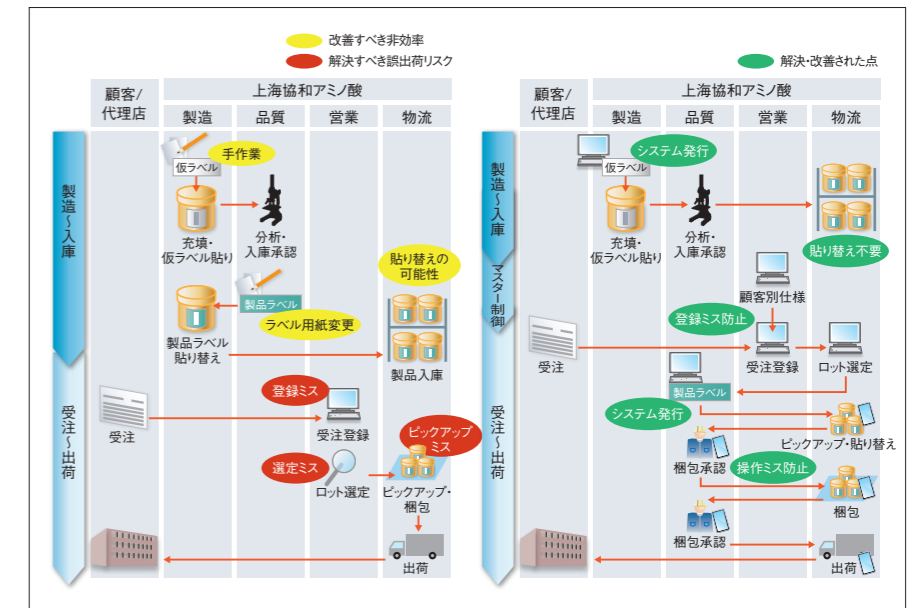 改善すべき非効率
解決すべき誤出荷リスク
顧客/
代理店
上海協和アミノ酸
製造
品質
営業
物流
製造〜入庫
仮ラベル
手作業
充填・
仮ラベル貼り
分析・
入庫承認
貼り替えの
可能性
製品ラベル
ラベル用紙変更
製品ラベル
貼り替え
製品入庫
受注〜出荷
登録ミス
受注
受注登録
ピックアップ
ミス
選定ミス
ロット選定
ピックアップ・
梱包
出荷
解決・改善された点
顧客/
代理店
上海協和アミノ酸
製造
品質
営業
物流
製造〜入庫
システム発行
仮ラベル
充填・
仮ラベル貼り
分析・
入庫承認
貼り替え不要
マスター制御
顧客別仕様
登録ミス防止
受注
受注登録
ロット選定
受注〜出荷
製品ラベル
システム発行
ピックアップ・貼り替え
梱包承認
操作ミス防止
梱包
梱包承認
出荷